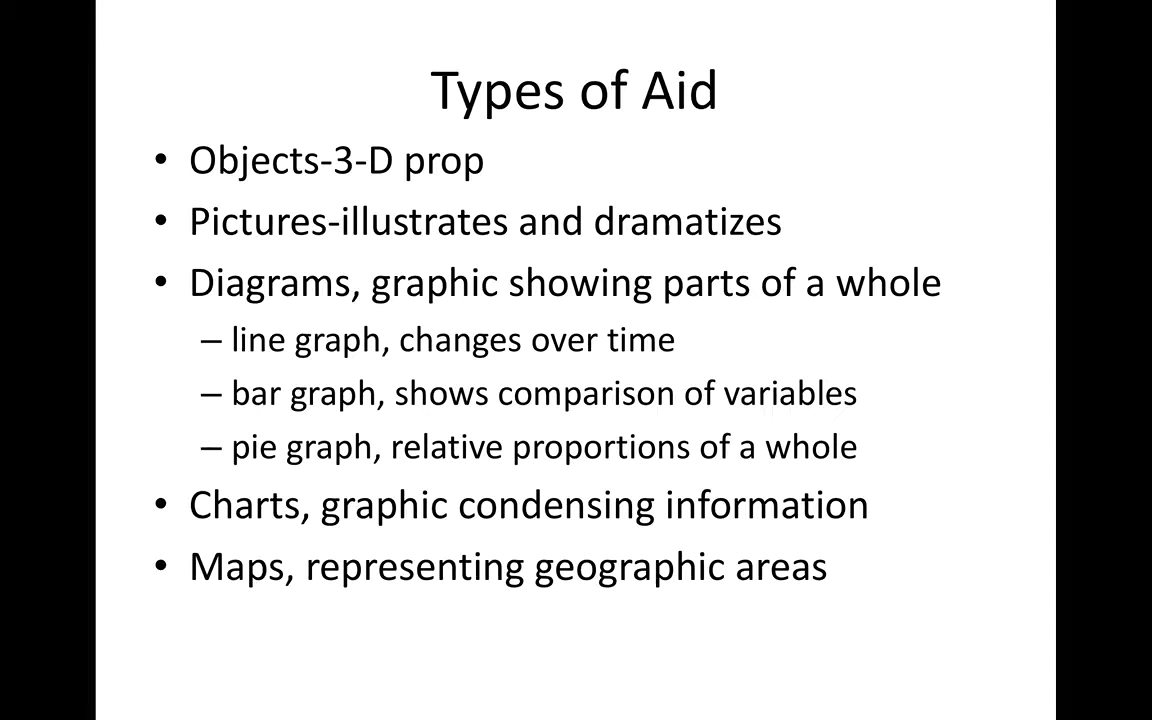 Types of Aid
• Objects-3-D prop
• Pictures-illustrates and dramatizes
• Diagrams, graphic showing parts of a whole
– line graph, changes over time
– bar graph, shows comparison of variables
– pie graph, relative proportions of a whole
• Charts, graphic condensing information
• Maps, representing geographic areas